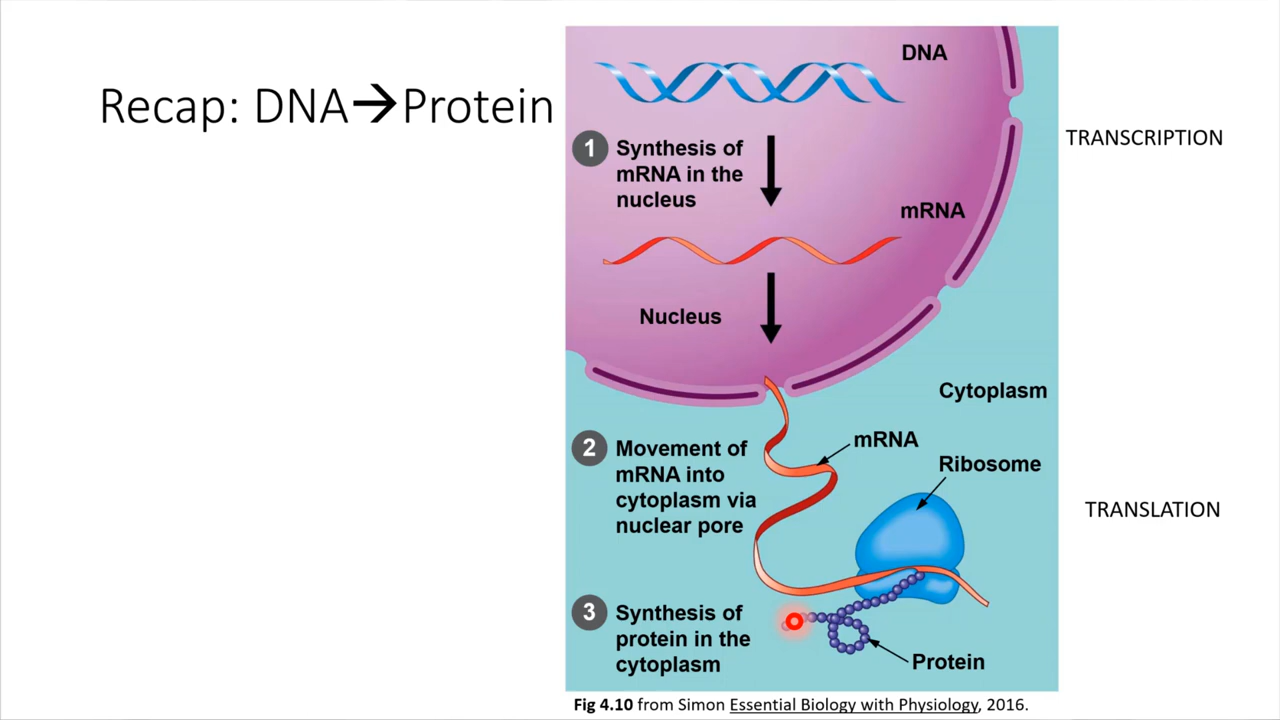 Recap: DNA→Protein
DNA
TRANSCRIPTION
1 Synthesis of
mRNA in the
nucleus
mRNA
Nucleus
Cytoplasm
2 Movement of
mRNA into
cytoplasm via
nuclear pore
mRNA
Ribosome
TRANSLATION
3 Synthesis of
protein in the
cytoplasm
Protein
Fig 4.10 from Simon Essential Biology with Physiology, 2016.